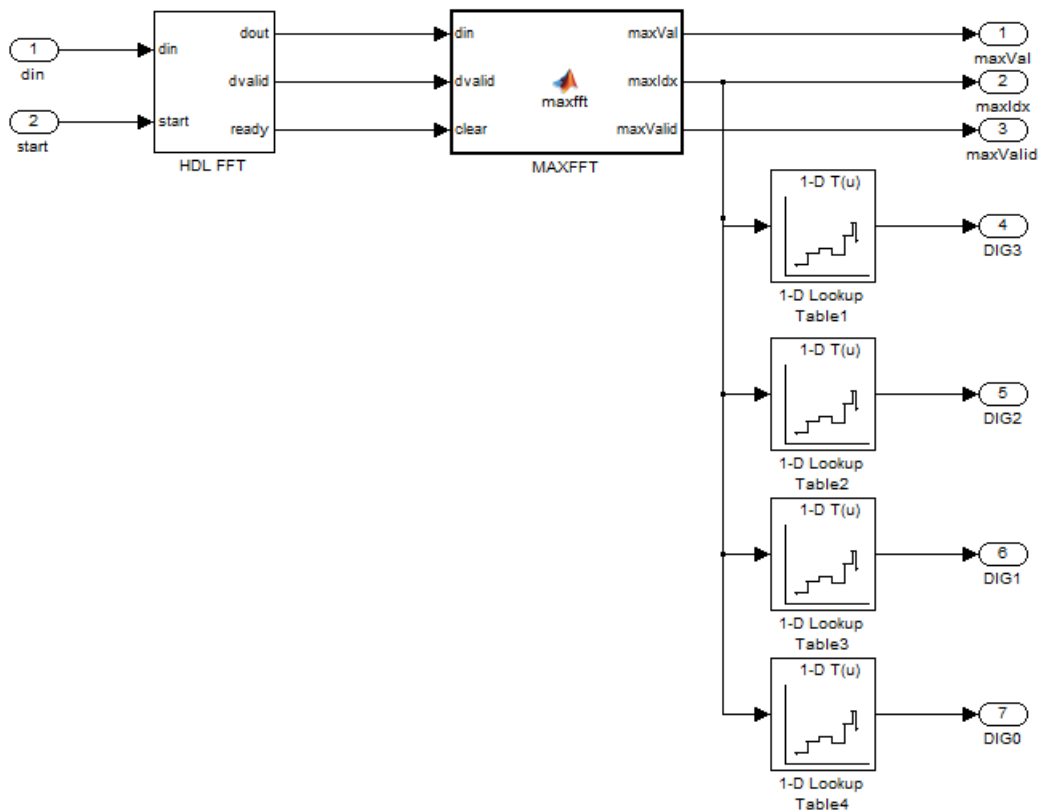 1
din
2
start
din
start
dout
dvalid
ready
HDL FFT
din
dvalid
clear
maxfft
maxVal
maxIdx
maxValid
MAXFFT
1
maxVal
2
maxIdx
3
maxValid
1-D T(u)
1-D Lookup
Table1
4
DIG3
1-D T(u)
1-D Lookup
Table2
5
DIG2
1-D T(u)
1-D Lookup
Table3
6
DIG1
1-D T(u)
1-D Lookup
Table4
7
DIG0